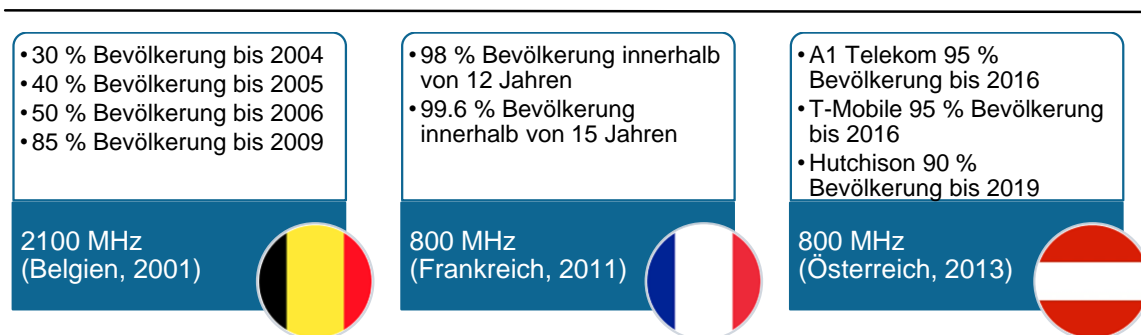 • 30 % Bevölkerung bis 2004
• 40 % Bevölkerung bis 2005
• 50 % Bevölkerung bis 2006
• 85 % Bevölkerung bis 2009
2100 MHz
(Belgien, 2001)
• 98 % Bevölkerung innerhalb
von 12 Jahren
• 99.6 % Bevölkerung
innerhalb von 15 Jahren
800 MHz
(Frankreich, 2011)
• A1 Telekom 95 %
Bevölkerung bis 2016
• T-Mobile 95 % Bevölkerung
bis 2016
• Hutchison 90 %
Bevölkerung bis 2019
800 MHz
(Österreich, 2013)